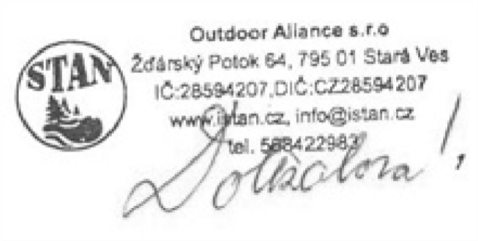 STAN
Outdoor Aliance s.r.o
Žďárský Potok 64, 795 01 Stará Ves
IČ:28594207,DIČ:CZ28594207
www.istan.cz, info@istan.cz
tel. 588422983